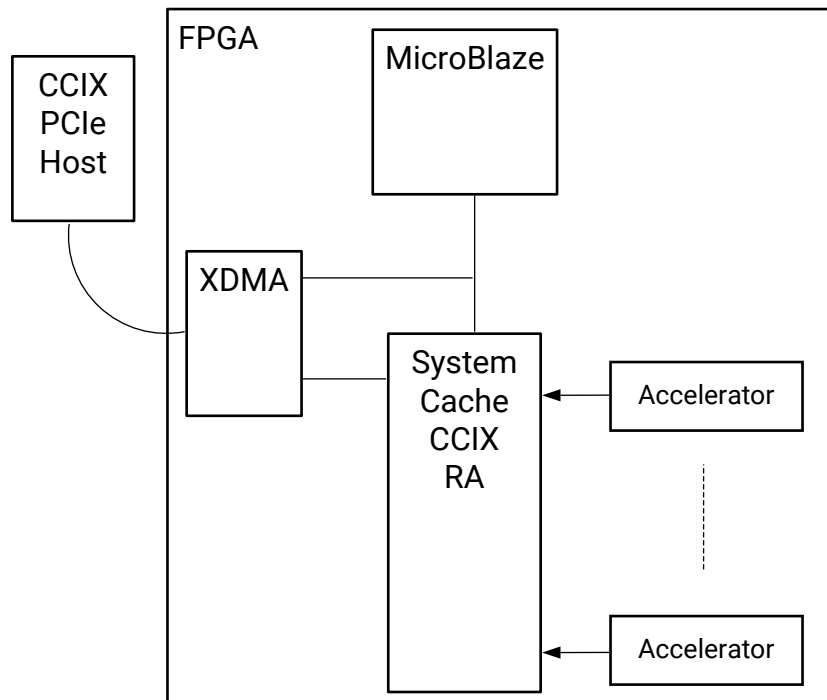 FPGA
MicroBlaze
CCIX
PCIe
Host
XDMA
System
Cache
CCIX
RA
Accelerator
Accelerator